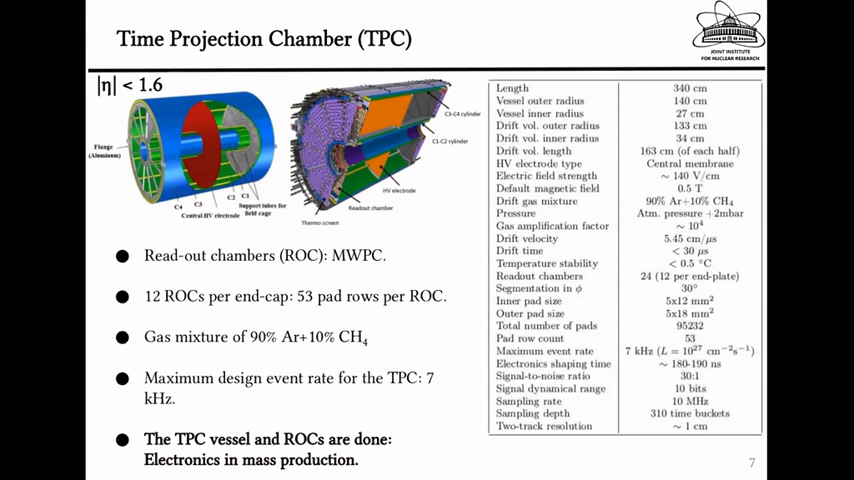 Time Projection Chamber (TPC)
JOINT INSTITUTE
FOR NUCLEAR RESEARCH
|η| < 1.6
Flange
(Aluminum)
C4
C3
C2
C1
Central HV electrode
Support tubes for
field cage
C3-C4 cylinder
C1-C2 cylinder
HV electrode
Readout chamber
Thermo screen
● Read-out chambers (ROC): MWPC.
● 12 ROCs per end-cap: 53 pad rows per ROC.
● Gas mixture of 90% Ar+10% CH₄
● Maximum design event rate for the TPC: 7
kHz.
● The TPC vessel and ROCs are done:
Electronics in mass production.
Length 340 cm
Vessel outer radius 140 cm
Vessel inner radius 27 cm
Drift vol. outer radius 133 cm
Drift vol. inner radius 34 cm
Drift vol. length 163 cm (of each half)
HV electrode type Central membrane
Electric field strength ~ 140 V/cm
Default magnetic field 0.5 T
Drift gas mixture 90% Ar+10% CH₄
Pressure Atm. pressure +2mbar
Gas amplification factor ~ 10⁴
Drift velocity 5.45 cm/μs
Drift time < 30 μs
Temperature stability < 0.5 °C
Readout chambers 24 (12 per end-plate)
Segmentation in ϕ 30°
Inner pad size 5x12 mm²
Outer pad size 5x18 mm²
Total number of pads 95232
Pad row count 53
Maximum event rate 7 kHz (L = 10²⁷ cm⁻²s⁻¹)
Electronics shaping time ~ 180-190 ns
Signal-to-noise ratio 30:1
Signal dynamical range 10 bits
Sampling rate 10 MHz
Sampling depth 310 time buckets
Two-track resolution ~ 1 cm
7